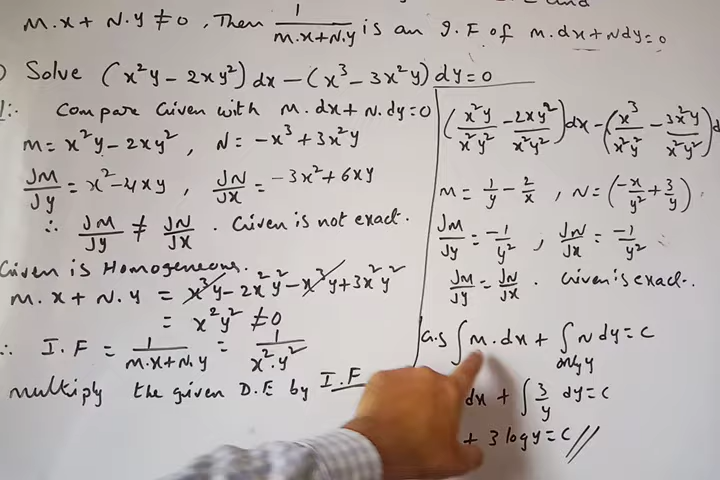 M.x + N.y ≠ 0 , Then 1/(M.x+N.y) is an I.F of M.dx+Ndy=0
Solve (x²y − 2xy²) dx − (x³ − 3x²y) dy = 0
Compare Given with M.dx + N.dy = 0
M = x²y − 2xy² , N = −x³ + 3x²y
∂M/∂y = x² − 4xy , ∂N/∂x = −3x² + 6xy
∴ ∂M/∂y ≠ ∂N/∂x . Given is not exact.
Given is Homogeneous.
M.x + N.y = x³y − 2x²y² − x³y + 3x²y²
= x²y² ≠ 0
∴ I.F = 1/(M.x+N.y) = 1/(x².y²)
multiply the given D.E by I.F
(x²y/x²y² − 2xy²/x²y²) dx − (x³/x²y² − 3x²y/x²y²)
M = 1/y − 2/x , N = (−x/y² + 3/y)
∂M/∂y = −1/y² , ∂N/∂x = −1/y²
∂M/∂y = ∂N/∂x . Given is exact.
G.S ∫ M.dx + ∫ N dy = C
only y
dx + ∫ 3/y dy = C
+ 3 log y = C //